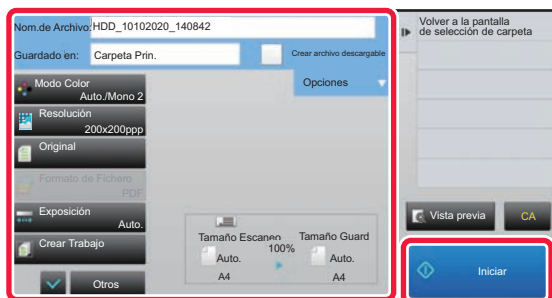 Nom.de Archivo:HDD_10102020_140842
Guardado en: Carpeta Prin.
Crear archivo descargable
Opciones
Modo Color
Auto./Mono 2
Resolución
200x200ppp
Original
Formato de Fichero
PDF
Exposición
Auto.
Crear Trabajo
Otros
Tamaño Escaneo
100%
Tamaño Guard
Auto.
Auto.
A4
A4
Volver a la pantalla
de selección de carpeta
Vista previa
CA
Iniciar